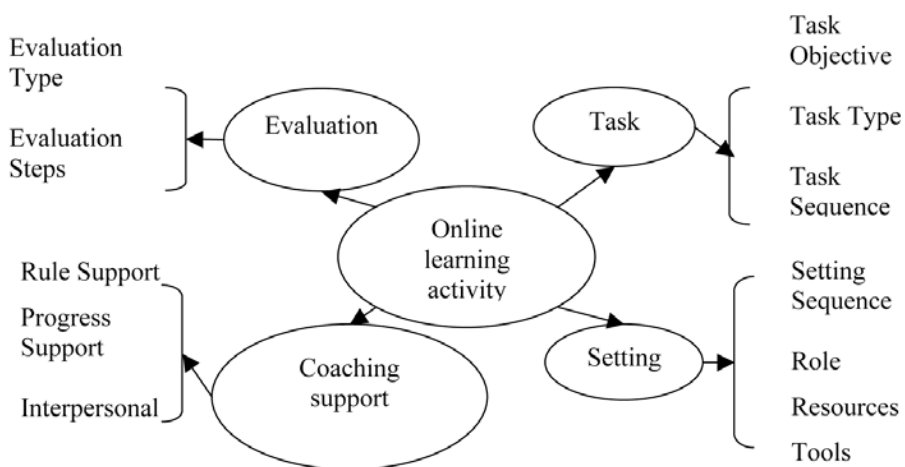 Evaluation
Type
Evaluation
Steps
Evaluation
Task
Task
Objective
Task Type
Task
Sequence
Online
learning
activity
Rule Support
Progress
Support
Interpersonal
Coaching
support
Setting
Setting
Sequence
Role
Resources
Tools